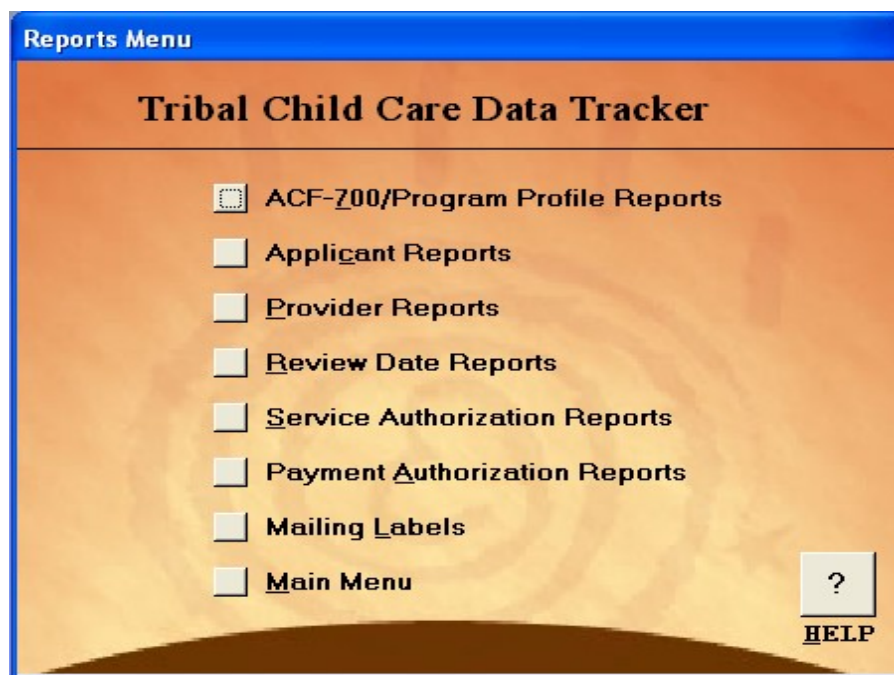 Reports Menu
Tribal Child Care Data Tracker
ACF-700/Program Profile Reports
Applicant Reports
Provider Reports
Review Date Reports
Service Authorization Reports
Payment Authorization Reports
Mailing Labels
Main Menu
?
HELP